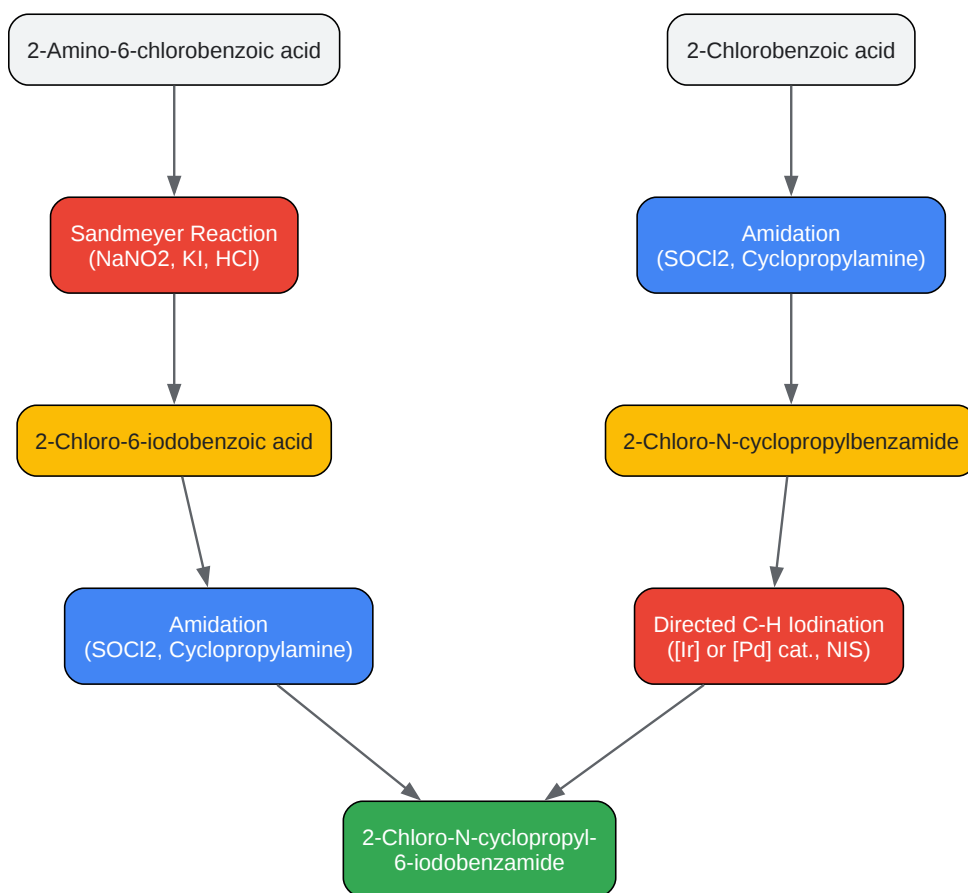 2-Amino-6-chlorobenzoic acid
2-Chlorobenzoic acid
Sandmeyer Reaction
(NaNO2, KI, HCl)
Amidation
(SOCl2, Cyclopropylamine)
2-Chloro-6-iodobenzoic acid
2-Chloro-N-cyclopropylbenzamide
Amidation
(SOCl2, Cyclopropylamine)
Directed C-H Iodination
([Ir] or [Pd] cat., NIS)
2-Chloro-N-cyclopropyl-
6-iodobenzamide